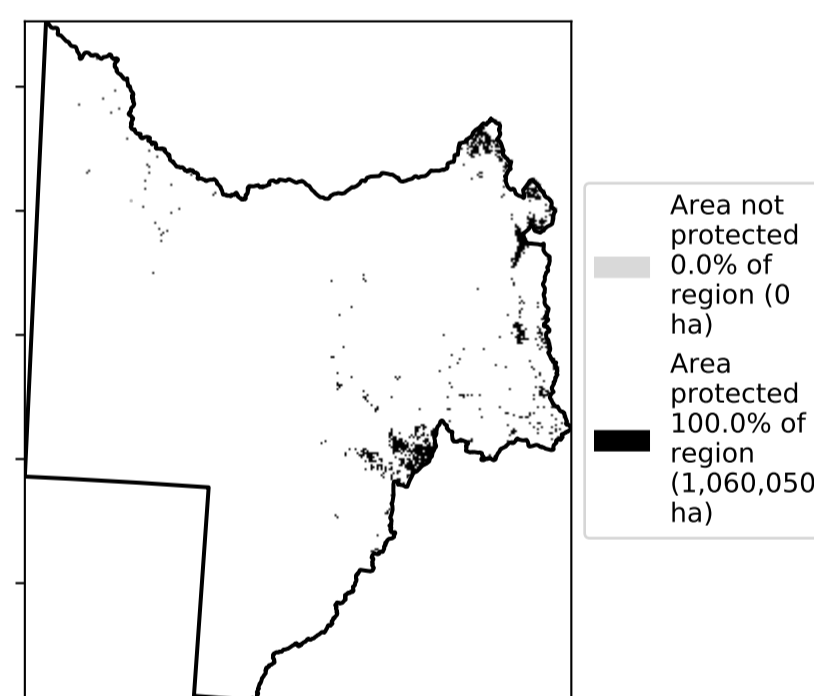 Area not
protected
0.0% of
region (0
ha)
Area
protected
100.0% of
region
(1,060,050
ha)